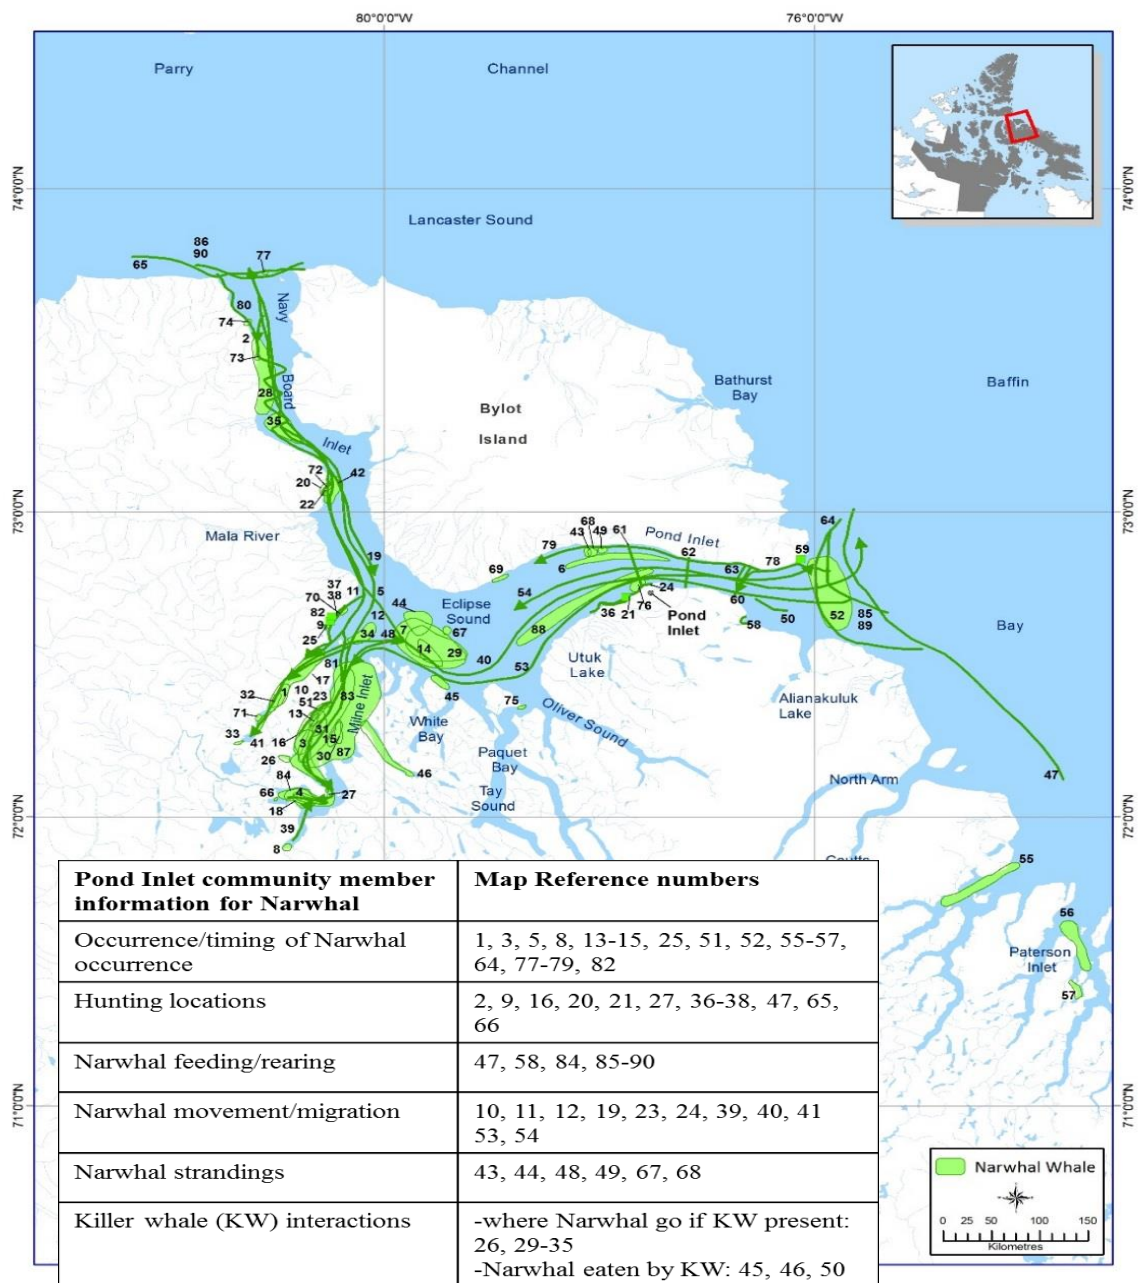 80°0'0"W
76°0'0"W
Parry
Channel
74°0'0"N
74°0'0"N
Lancaster Sound
86
90
77
65
Navy
80
74
2
73
Board
28
35
Inlet
Bathurst
Bay
Baffin
Bylot
Island
72
42
20
22
73°0'0"N
73°0'0"N
Mala River
68
61
43
49
Pond Inlet
64
79
62
59
19
6
78
69
63
37
70
38
11
5
54
24
60
44
Eclipse
Sound
82
12
36
21
76
Pond
Inlet
50
85
89
9
52
58
25
34
48
7
67
88
Bay
14
29
81
40
53
Utuk
Lake
17
10
83
32
1
51
23
45
Alianakuluk
Lake
71
13
31
Milne Inlet
75
Oliver Sound
33
41
16
3
15
White
Bay
26
30
87
Paquet
Bay
84
46
47
66
4
27
Tay
Sound
North Arm
18
72°0'0"N
72°0'0"N
39
8
55
56
Paterson
Inlet
57
71°0'0"N
71°0'0"N
Pond Inlet community member information for Narwhal
Map Reference numbers
Occurrence/timing of Narwhal
occurrence
1, 3, 5, 8, 13-15, 25, 51, 52, 55-57,
64, 77-79, 82
Hunting locations
2, 9, 16, 20, 21, 27, 36-38, 47, 65,
66
Narwhal feeding/rearing
47, 58, 84, 85-90
Narwhal movement/migration
10, 11, 12, 19, 23, 24, 39, 40, 41
53, 54
Narwhal strandings
43, 44, 48, 49, 67, 68
Killer whale (KW) interactions
-where Narwhal go if KW present:
26, 29-35
-Narwhal eaten by KW: 45, 46, 50
Narwhal Whale
0 25 50 100 150
Kilometres